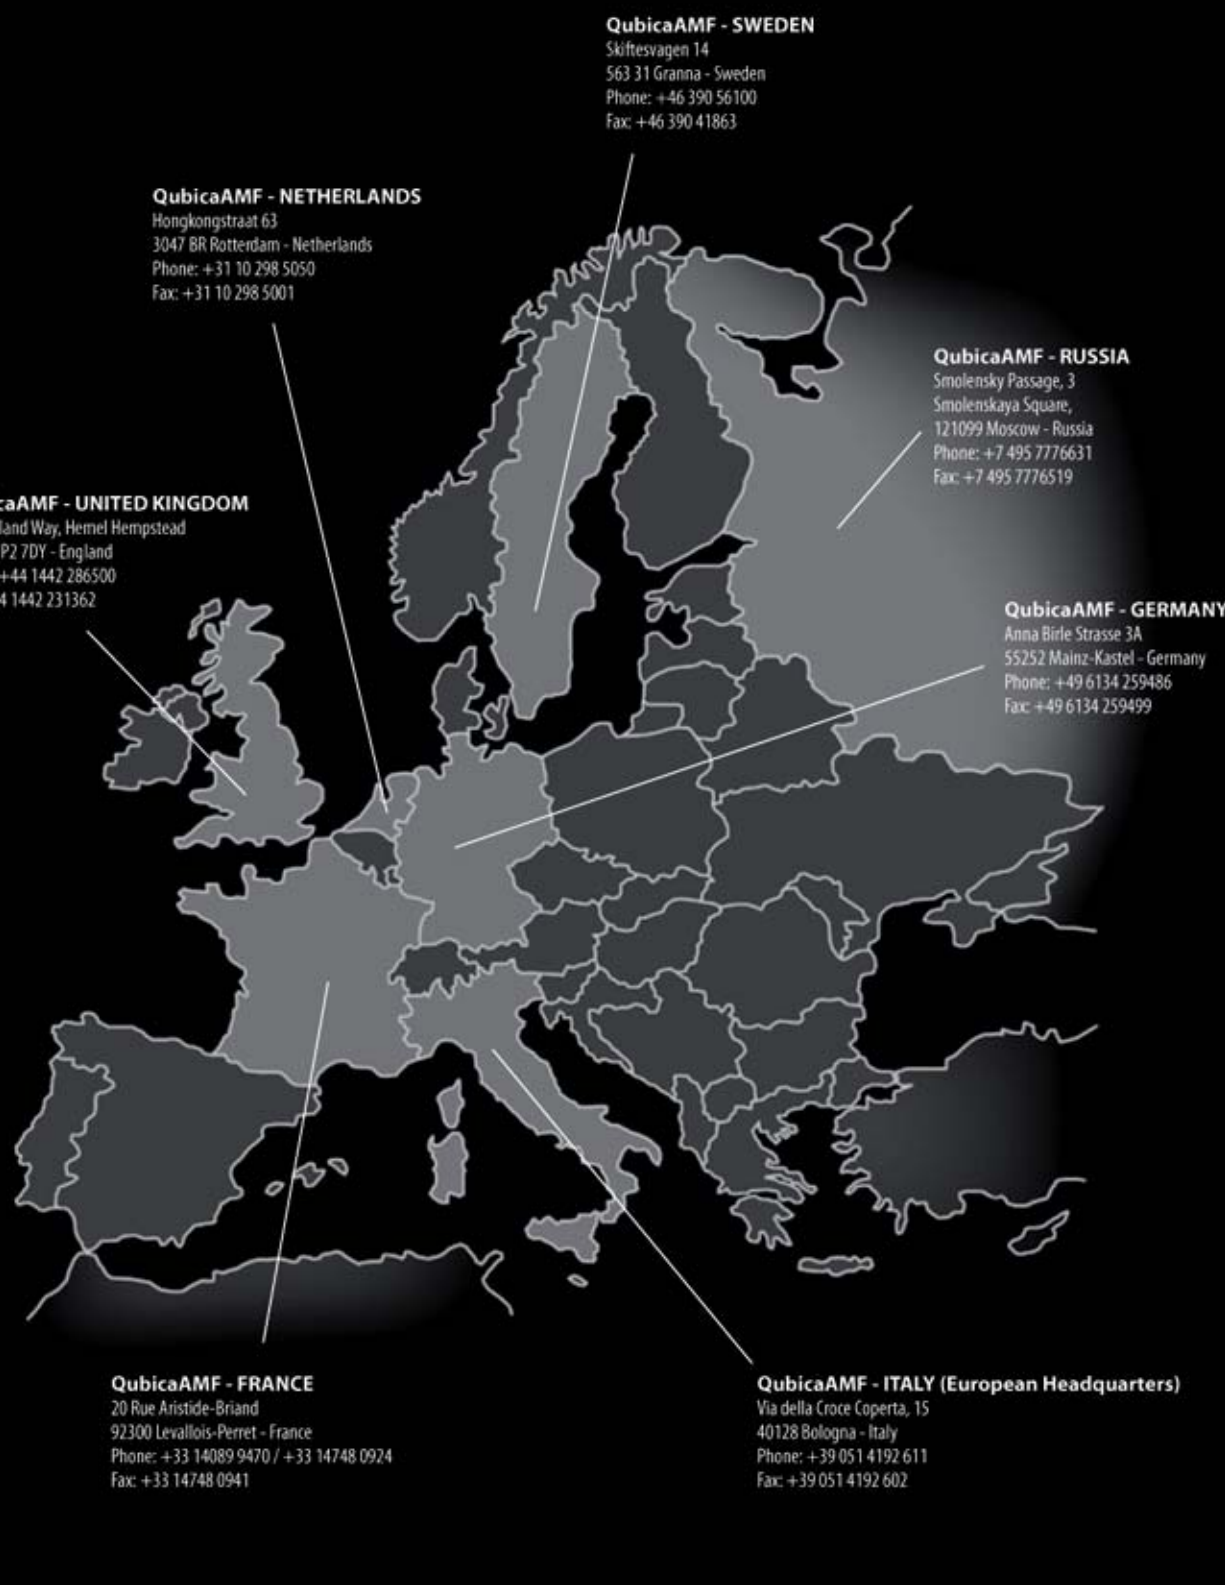 QubicaAMF - SWEDEN
Skiftesvagen 14
563 31 Granna - Sweden
Phone: +46 390 56100
Fax: +46 390 41863
QubicaAMF - NETHERLANDS
Hongkongstraat 63
3047 BR Rotterdam - Netherlands
Phone: +31 10 298 5050
Fax: +31 10 298 5001
QubicaAMF - RUSSIA
Smolensky Passage, 3
Smolenskaya Square,
121099 Moscow - Russia
Phone: +7 495 7776631
Fax: +7 495 7776519
caAMF - UNITED KINGDOM
land Way, Hemel Hempstead
P2 7DY - England
+44 1442 286500
4 1442 231362
QubicaAMF - GERMANY
Anna Birle Strasse 3A
55252 Mainz-Kastel - Germany
Phone: +49 6134 259486
Fax: +49 6134 259499
QubicaAMF - FRANCE
20 Rue Aristide-Briand
92300 Levallois-Perret - France
Phone: +33 14089 9470 / +33 14748 0924
Fax: +33 14748 0941
QubicaAMF - ITALY (European Headquarters)
Via della Croce Coperta, 15
40128 Bologna - Italy
Phone: +39 051 4192 611
Fax: +39 051 4192 602